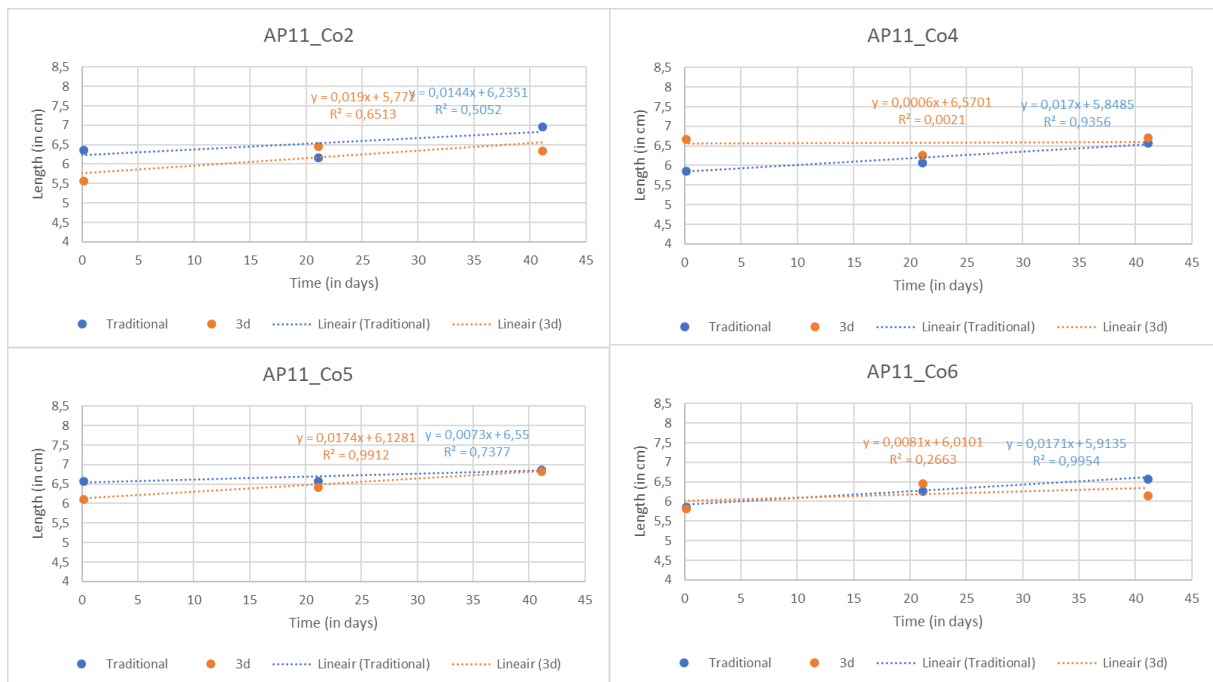 AP11_Co2
8,5
8
7,5
7
6,5
6
5,5
5
4,5
4
Length (in cm)
y = 0,019x + 5,772
R² = 0,6513
y = 0,0144x + 6,2351
R² = 0,5052
0 5 10 15 20 25 30 35 40 45
Time (in days)
Traditional 3d Lineair (Traditional) Lineair (3d)
AP11_Co4
8,5
8
7,5
7
6,5
6
5,5
5
4,5
4
Length (in cm)
y = 0,0006x + 6,5701
R² = 0,0021
y = 0,017x + 5,8485
R² = 0,9356
0 5 10 15 20 25 30 35 40 45
Time (in days)
Traditional 3d Lineair (Traditional) Lineair (3d)
AP11_Co5
8,5
8
7,5
7
6,5
6
5,5
5
4,5
4
Length (in cm)
y = 0,0174x + 6,1281
R² = 0,9912
y = 0,0073x + 6,55
R² = 0,7377
0 5 10 15 20 25 30 35 40 45
Time (in days)
Traditional 3d Lineair (Traditional) Lineair (3d)
AP11_Co6
8,5
8
7,5
7
6,5
6
5,5
5
4,5
4
Length (in cm)
y = 0,0081x + 6,0101
R² = 0,2663
y = 0,0171x + 5,9135
R² = 0,9954
0 5 10 15 20 25 30 35 40 45
Time (in days)
Traditional 3d Lineair (Traditional) Lineair (3d)